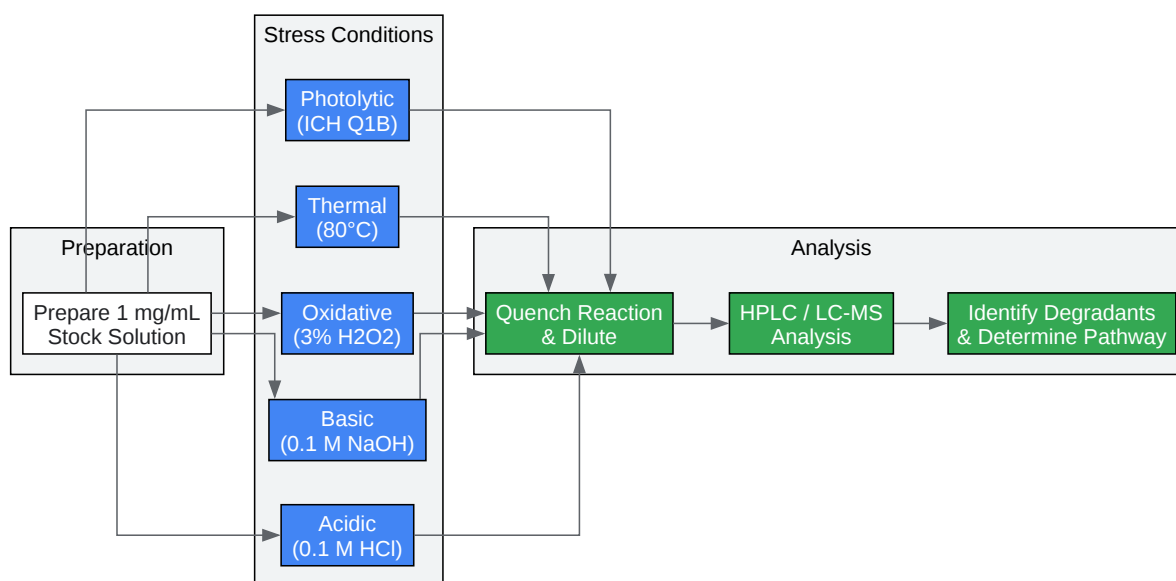 Stress Conditions
Photolytic
(ICH Q1B)
Thermal
(80°C)
Preparation
Analysis
Prepare 1 mg/mL
Stock Solution
Oxidative
(3% H2O2)
Quench Reaction
& Dilute
HPLC / LC-MS
Analysis
Identify Degradants
& Determine Pathway
Basic
(0.1 M NaOH)
Acidic
(0.1 M HCl)